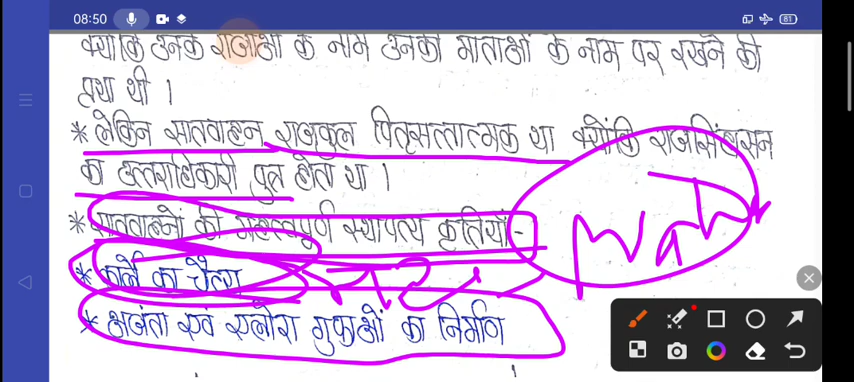 08:50
81
क्योंकि उनके राजाओं के नाम उनकी माताओं के नाम पर रखने की
प्रथा थी ।
* लेकिन सातवाहन राजकुल पितृसत्तात्मक था क्योंकि राजसिंघासन
का उत्तराधिकारी पुत्र होता था ।
* सातवाहनों की महत्वपूर्ण स्थापत्य कृतियाँ -
* कार्ले का चैत्य
* अजंता एवं एलोरा गुफाओं का निर्माण